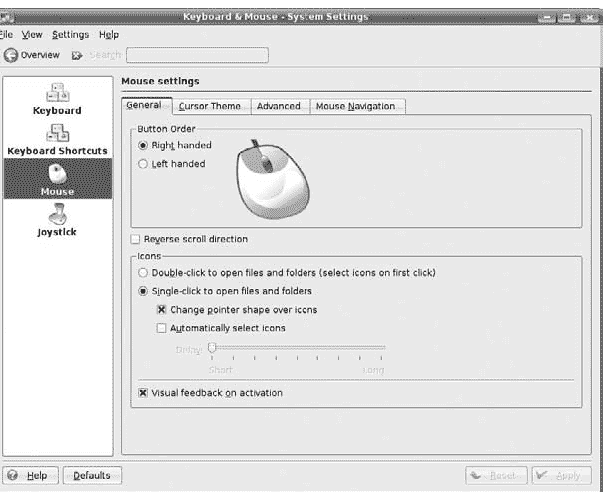 Keyboard & Mouse - System Settings
File View Settings Help
Overview Search:
Mouse settings
Keyboard
Keyboard Shortcuts
Mouse
Joystick
General Cursor Theme Advanced Mouse Navigation
Button Order
Right handed
Left handed
Reverse scroll direction
Icons
Double-click to open files and folders (select icons on first click)
Single-click to open files and folders
Change pointer shape over icons
Automatically select icons
Delay:
Short Long
Visual feedback on activation
Help Defaults Reset Apply